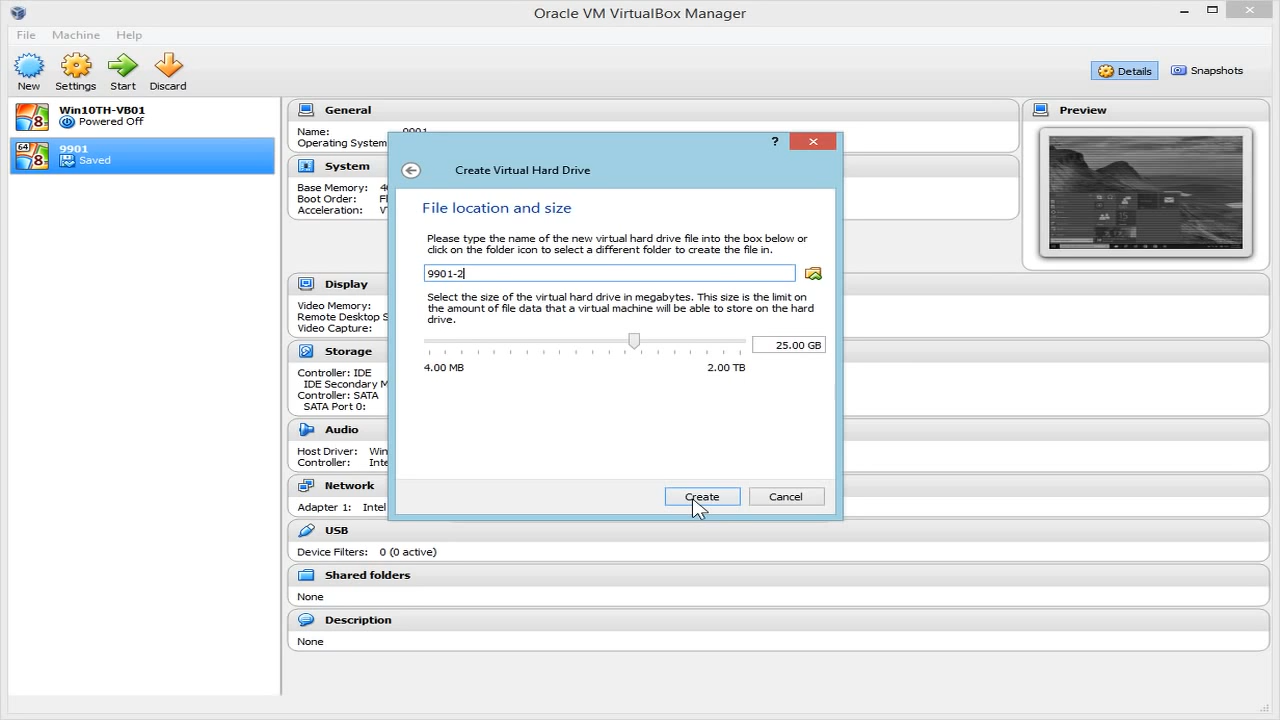 Oracle VM VirtualBox Manager
File Machine Help
New Settings Start Discard
Details Snapshots
Win10TH-VB01
Powered Off
64
9901
Saved
General
Name: 9901
Operating System
System
Base Memory:
Boot Order:
Acceleration:
Preview
Display
Video Memory:
Remote Desktop S
Video Capture:
Storage
Controller: IDE
IDE Secondary M
Controller: SATA
SATA Port 0:
Audio
Host Driver: Win
Controller: Inte
Network
Adapter 1: Intel
USB
Device Filters: 0 (0 active)
Shared folders
None
Description
None
?
Create Virtual Hard Drive
File location and size
Please type the name of the new virtual hard drive file into the box below or
click on the folder icon to select a different folder to create the file in.
9901-2
Select the size of the virtual hard drive in megabytes. This size is the limit on
the amount of file data that a virtual machine will be able to store on the hard
drive.
25.00 GB
4.00 MB 2.00 TB
Create Cancel